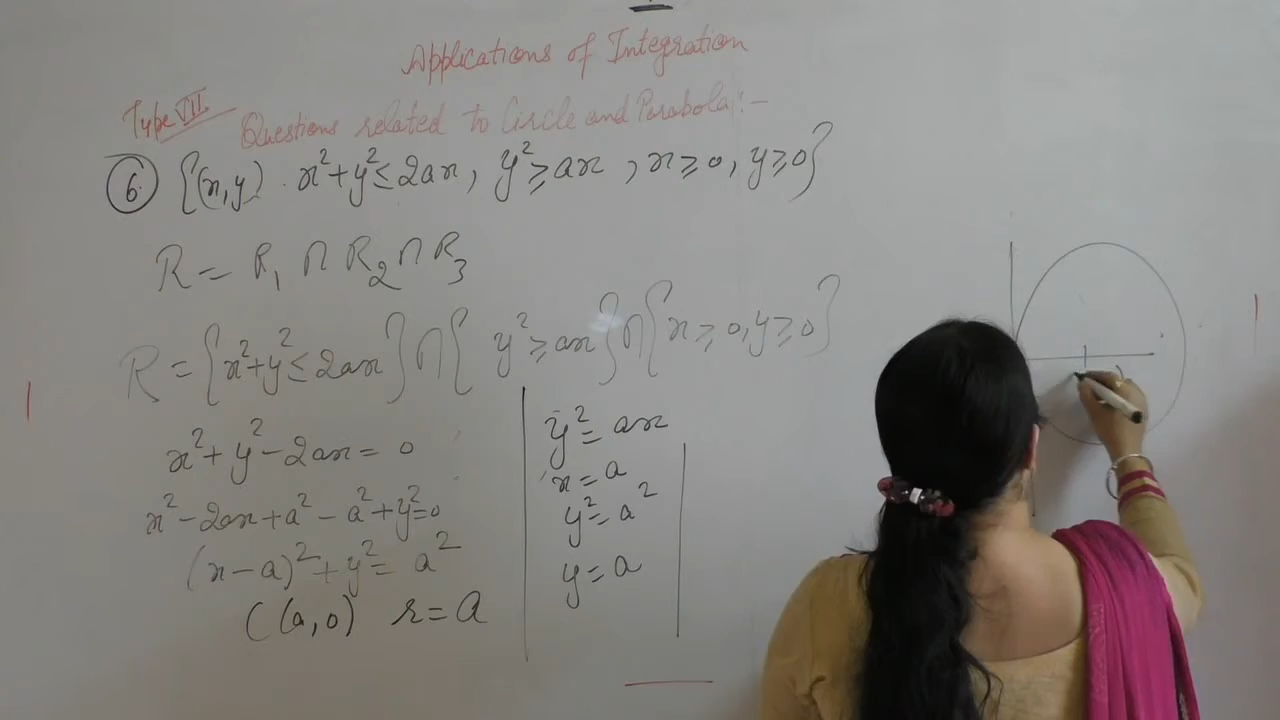 Applications of Integration
Type VII
Questions related to Circle and Parabola:-
6. {(x,y) . x²+y² ≤ 2ax, y² ≥ ax, x ≥ 0, y ≥ 0}
R = R₁ ∩ R₂ ∩ R₃
R = {x²+y² ≤ 2ax} ∩ {y² ≥ ax} ∩ {x ≥ 0, y ≥ 0}
x² + y² - 2ax = 0
x² - 2ax + a² - a² + y² = 0
(x-a)² + y² = a²
C(a,0) r = a
y² = ax
x = a
y² = a²
y = a